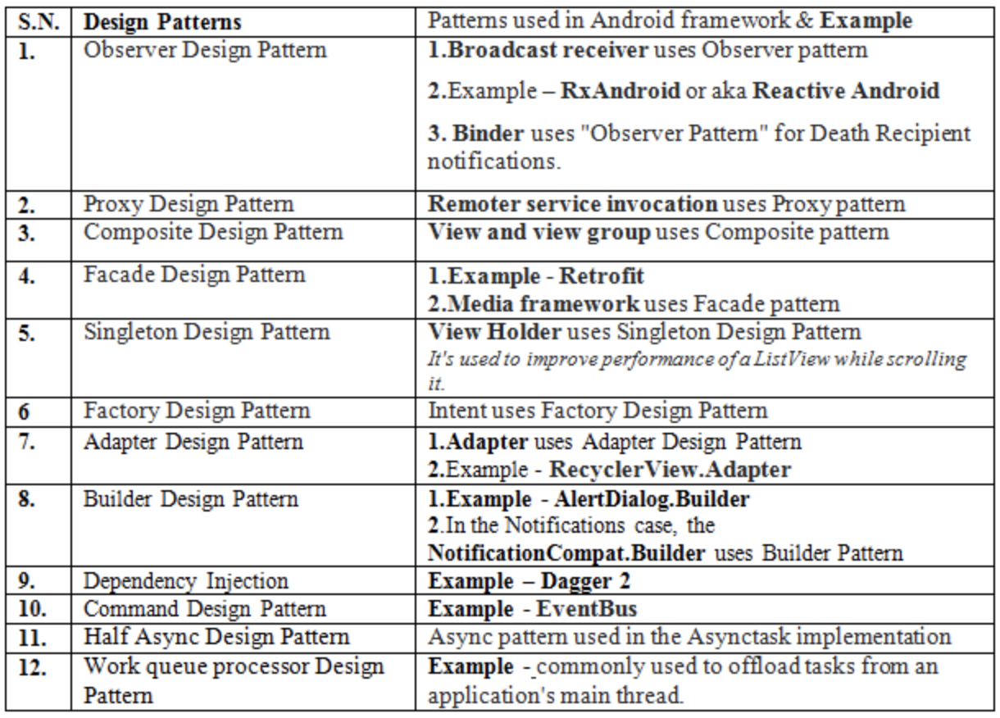 S.N. Design Patterns Patterns used in Android framework & Example
1. Observer Design Pattern 1.Broadcast receiver uses Observer pattern
2.Example – RxAndroid or aka Reactive Android
3. Binder uses "Observer Pattern" for Death Recipient
notifications.
2. Proxy Design Pattern Remoter service invocation uses Proxy pattern
3. Composite Design Pattern View and view group uses Composite pattern
4. Facade Design Pattern 1.Example - Retrofit
2.Media framework uses Facade pattern
5. Singleton Design Pattern View Holder uses Singleton Design Pattern
It's used to improve performance of a ListView while scrolling
it.
6 Factory Design Pattern Intent uses Factory Design Pattern
7. Adapter Design Pattern 1.Adapter uses Adapter Design Pattern
2.Example - RecyclerView.Adapter
8. Builder Design Pattern 1.Example - AlertDialog.Builder
2.In the Notifications case, the
NotificationCompat.Builder uses Builder Pattern
9. Dependency Injection Example – Dagger 2
10. Command Design Pattern Example - EventBus
11. Half Async Design Pattern Async pattern used in the Asynctask implementation
12. Work queue processor Design Example - commonly used to offload tasks from an
Pattern application's main thread.